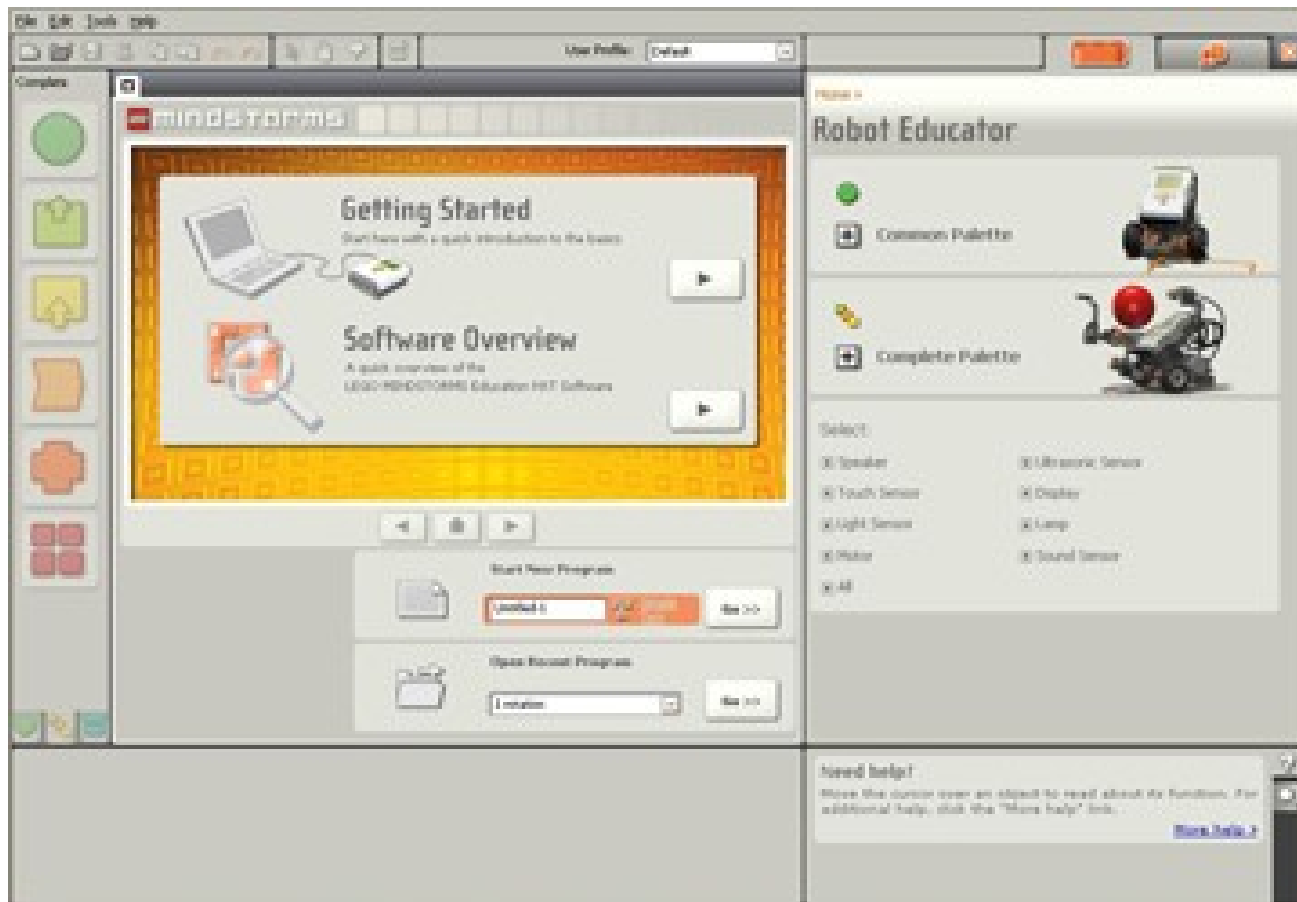 File Edit Tools Help
User Profile: Default
Complete
LEGO mindstorms
Getting Started
Start here with a quick introduction to the basics
Software Overview
A quick overview of the
LEGO MINDSTORMS Education NXT Software
Start New Program
Untitled-1
Go >>
Open Recent Program
Go >>
Home >
Robot Educator
Common Palette
Complete Palette
Select:
Speaker
Ultrasonic Sensor
Touch Sensor
Display
Light Sensor
Lamp
Motor
Sound Sensor
All
Need help?
Move the cursor over an object to read about its function. For
additional help, click the "More help" link.
More help >